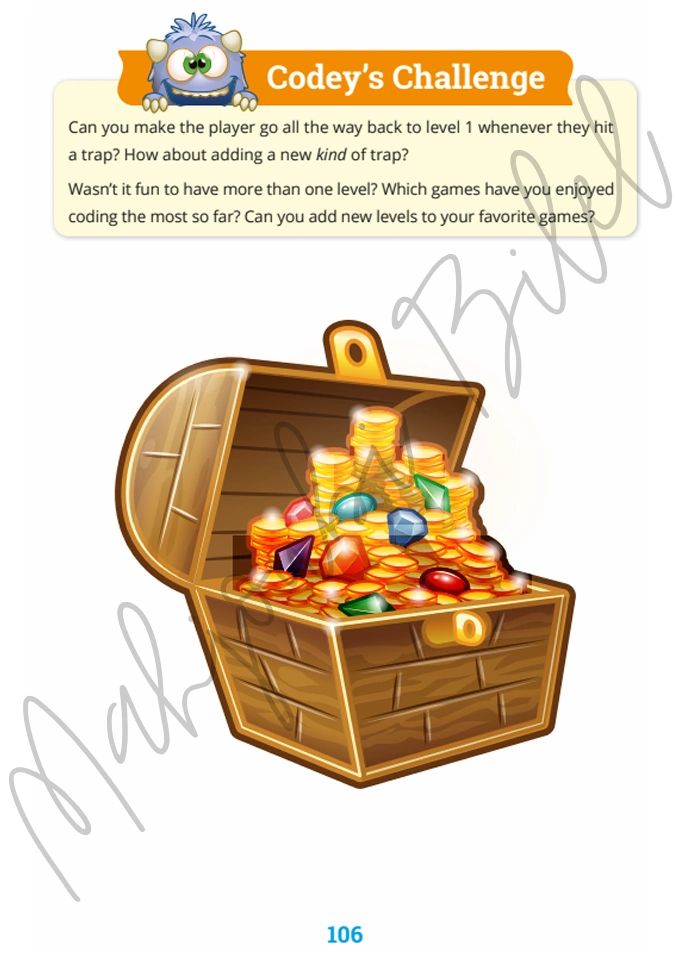 Codey’s Challenge
Can you make the player go all the way back to level 1 whenever they hit
a trap? How about adding a new kind of trap?
Wasn’t it fun to have more than one level? Which games have you enjoyed
coding the most so far? Can you add new levels to your favorite games?
106